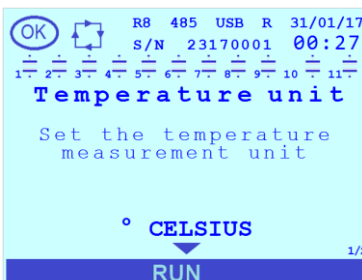 OK R8 485 USB R 31/01/17
S/N 23170001 00:27
1 2 3 4 5 6 7 8 9 10 11
Temperature unit
Set the temperature
measurement unit
° CELSIUS
RUN